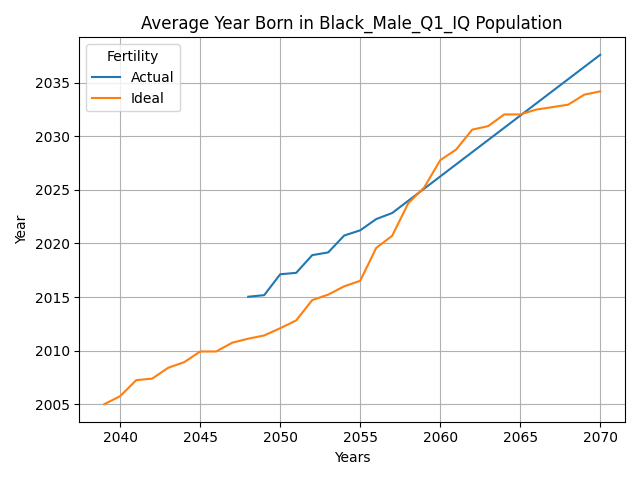 Average Year Born in Black_Male_Q1_IQ Population
Fertility
Actual
Ideal
Year
2035
2030
2025
2020
2015
2010
2005
2040 2045 2050 2055 2060 2065 2070
Years